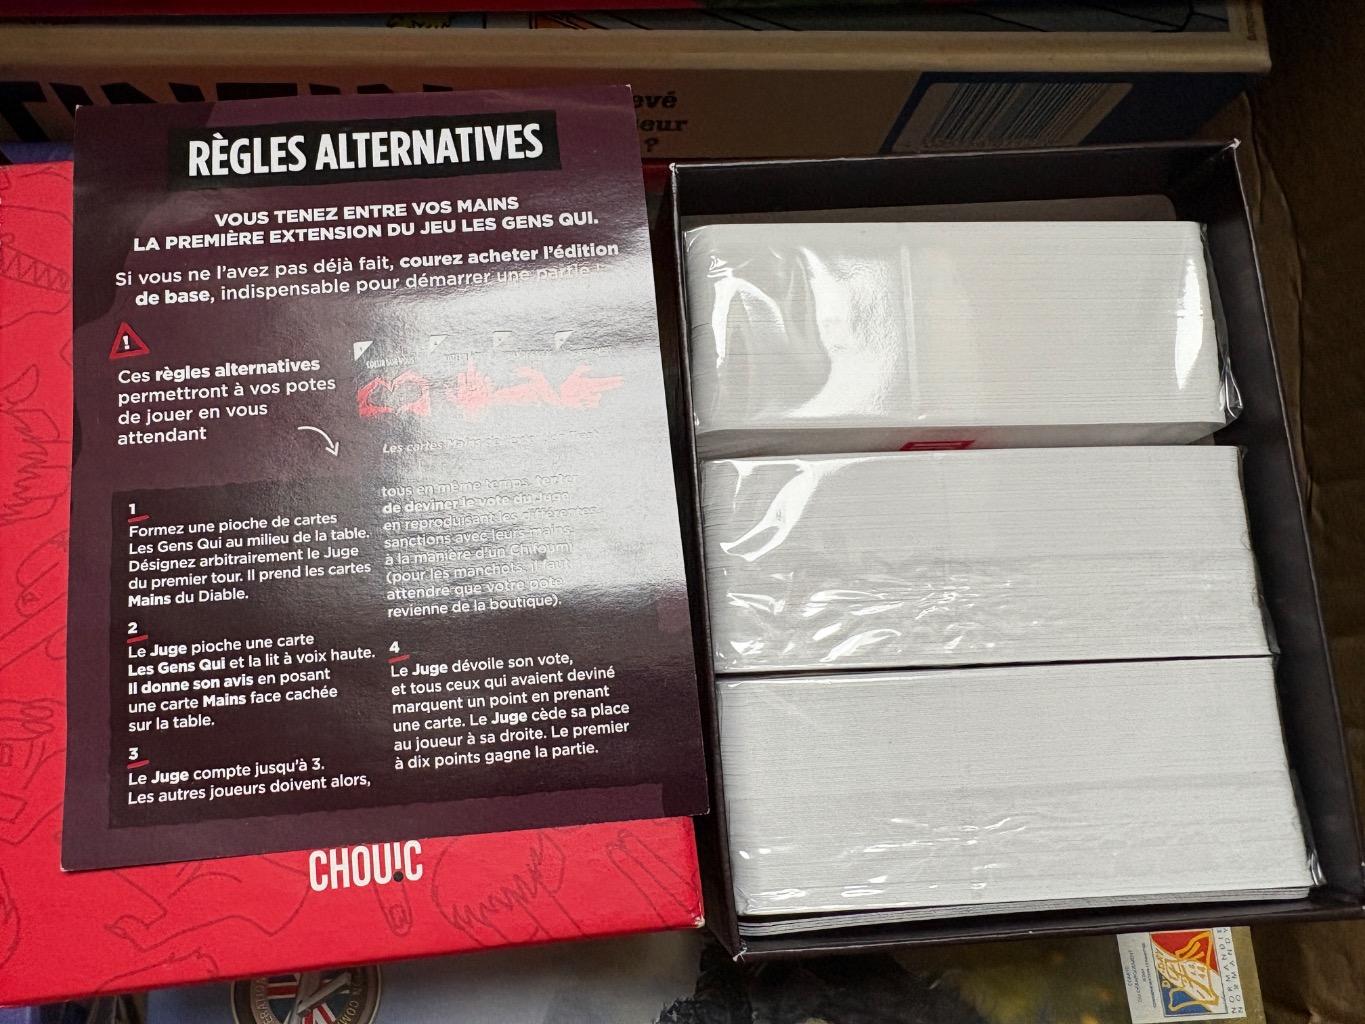 TINTIN
evé
ieur
?
RÈGLES ALTERNATIVES
VOUS TENEZ ENTRE VOS MAINS
LA PREMIÈRE EXTENSION DU JEU LES GENS QUI.
Si vous ne l'avez pas déjà fait, courez acheter l'édition
de base, indispensable pour démarrer une partie !
!
Ces règles alternatives
permettront à vos potes
de jouer en vous
attendant
Les cartes Mains
1
Formez une pioche de cartes
Les Gens Qui au milieu de la table.
Désignez arbitrairement le Juge
du premier tour. Il prend les cartes
Mains du Diable.
2
Le Juge pioche une carte
Les Gens Qui et la lit à voix haute.
Il donne son avis en posant
une carte Mains face cachée
sur la table.
3
Le Juge compte jusqu'à 3.
Les autres joueurs doivent alors,
tous en même temps, tenter
de deviner le vote du Juge
en reproduisant les différentes
sanctions avec leurs mains
à la manière d'un Chifoumi
(pour les manchots, il faut
attendre que votre pote
revienne de la boutique).
4
Le Juge dévoile son vote,
et tous ceux qui avaient deviné
marquent un point en prenant
une carte. Le Juge cède sa place
au joueur à sa droite. Le premier
à dix points gagne la partie.
CHOU!C
NORMANDIE
NORMANDY